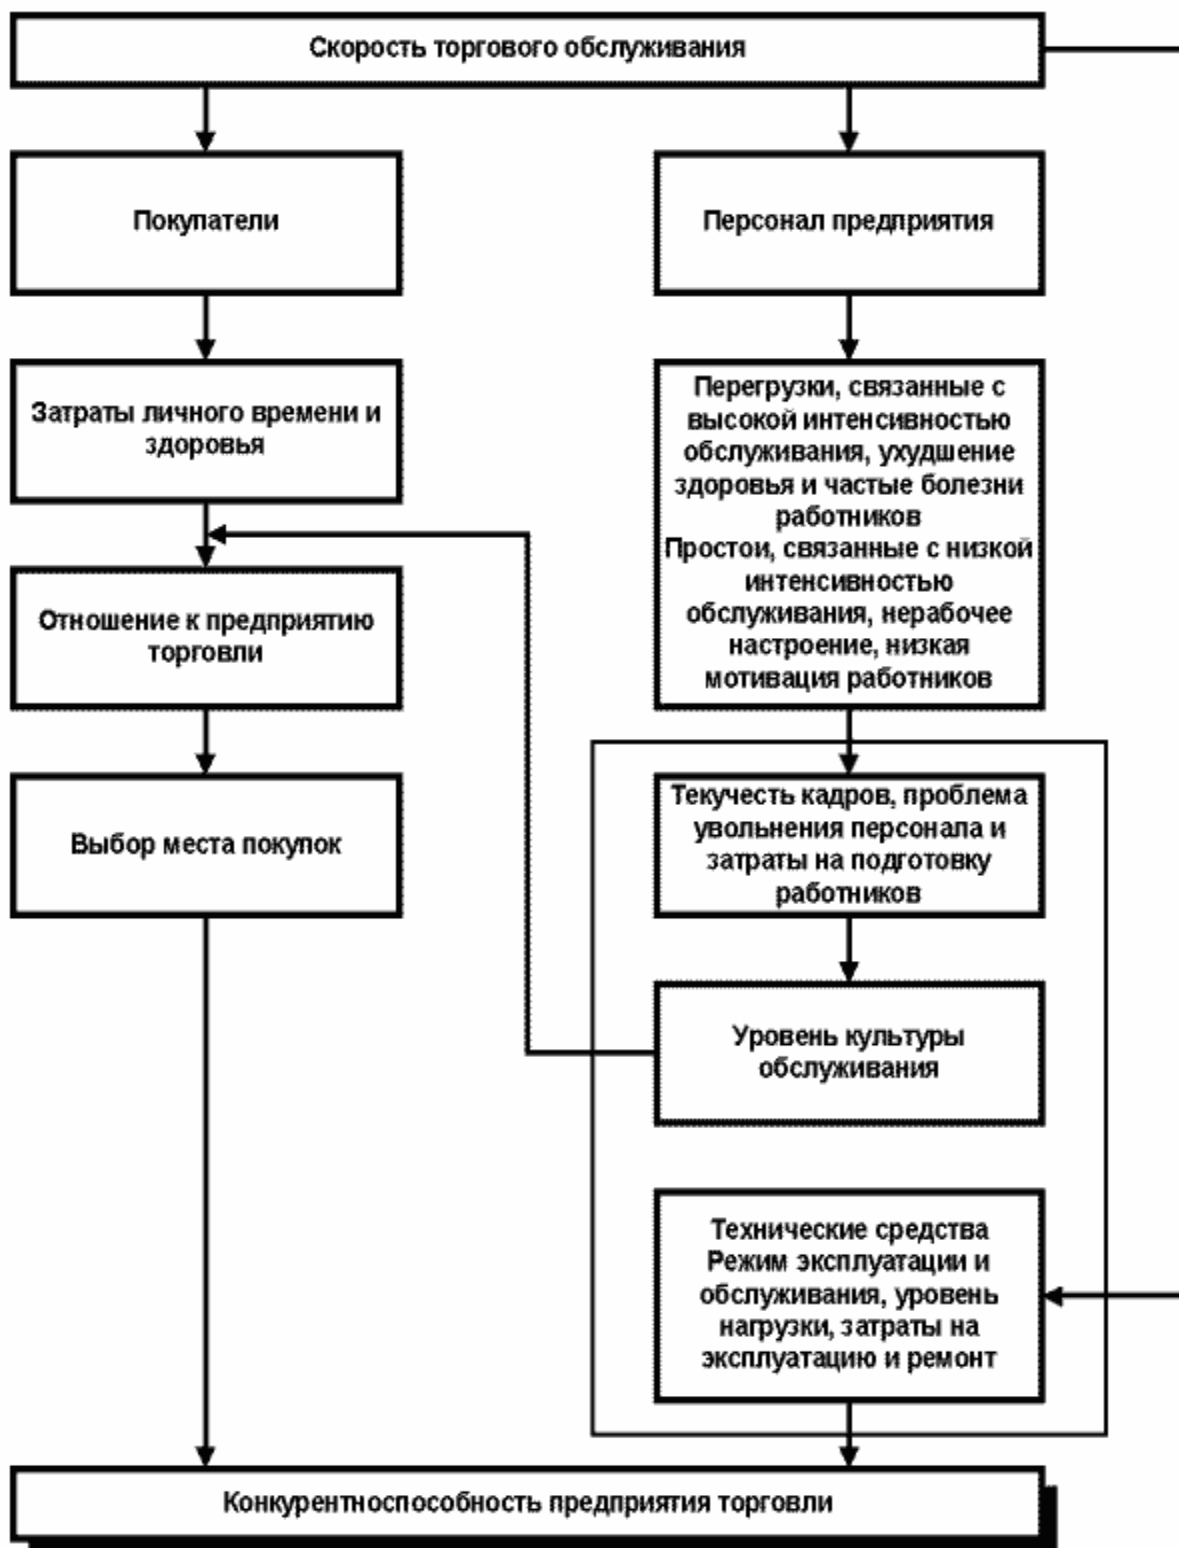 Скорость торгового обслуживания
Покупатели
Персонал предприятия
Затраты личного времени и
здоровья
Перегрузки, связанные с
высокой интенсивностью
обслуживания, ухудшение
здоровья и частые болезни
работников
Простои, связанные с низкой
интенсивностью
обслуживания, нерабочее
настроение, низкая
мотивация работников
Отношение к предприятию
торговли
Выбор места покупок
Текучесть кадров, проблема
увольнения персонала и
затраты на подготовку
работников
Уровень культуры
обслуживания
Технические средства
Режим эксплуатации и
обслуживания, уровень
нагрузки, затраты на
эксплуатацию и ремонт
Конкурентноспособность предприятия торговли